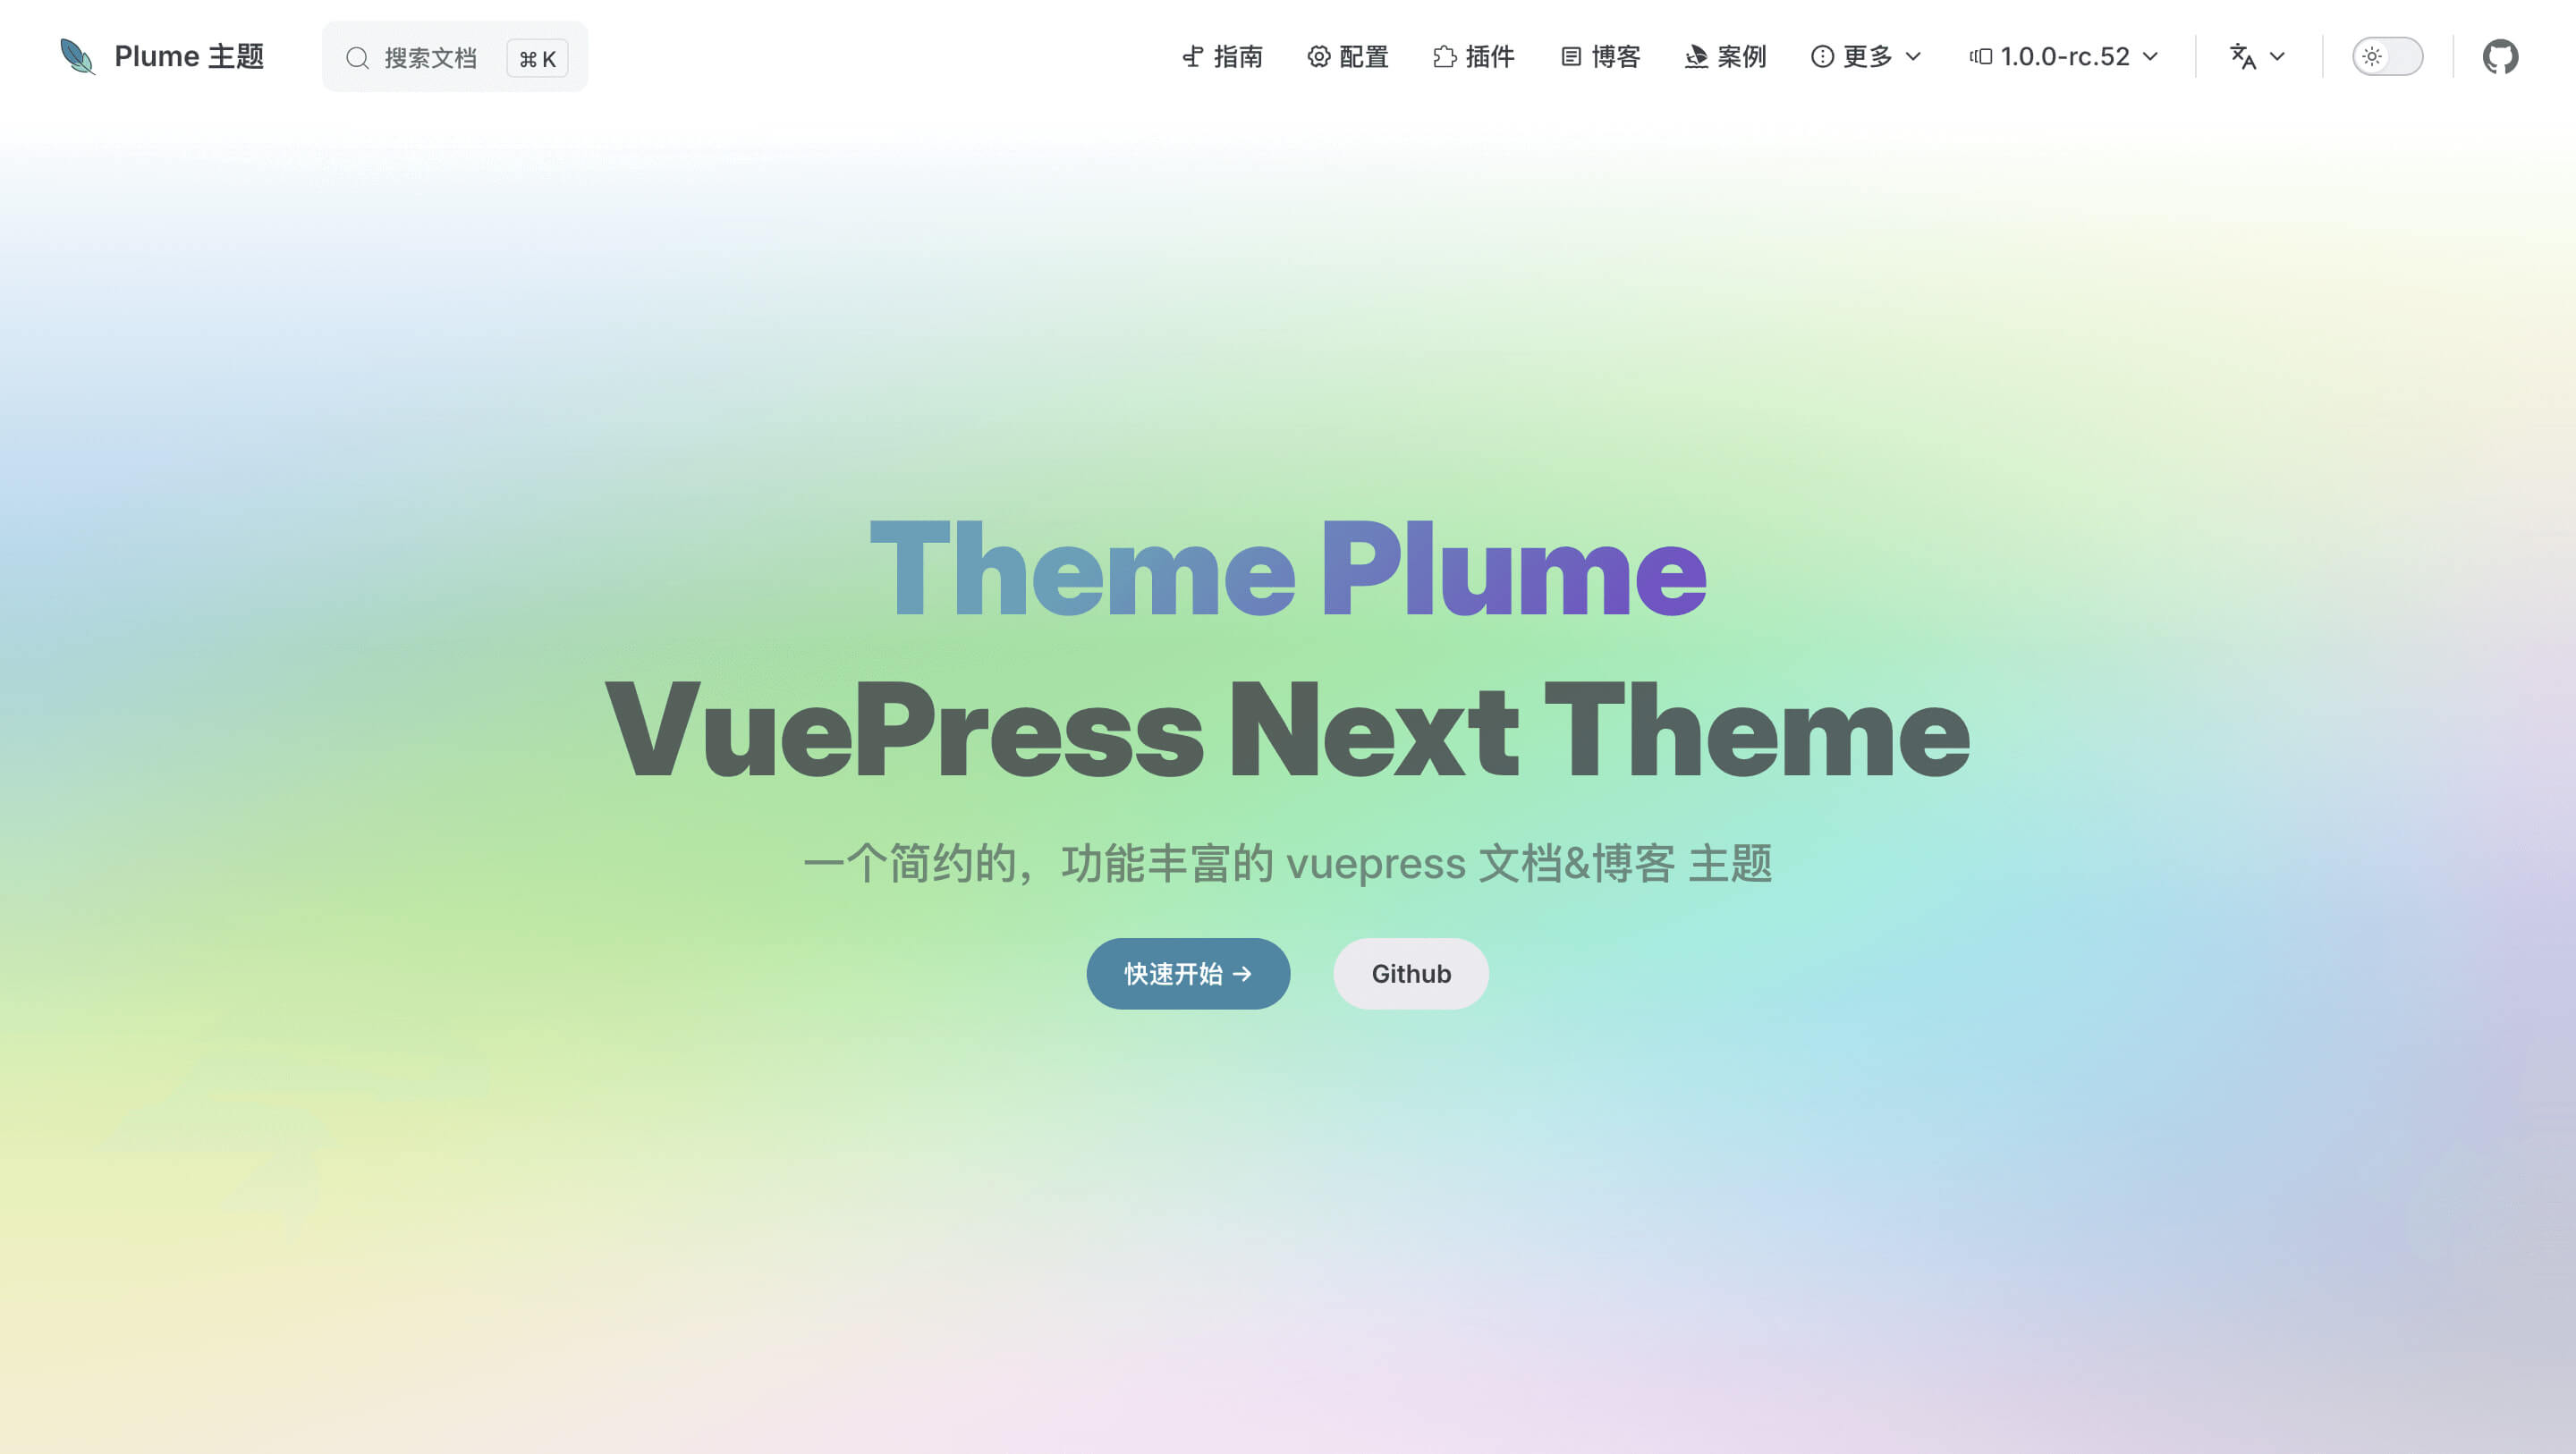 Plume 主题 搜索文档 ⌘ K 指南 配置 插件 博客 案例 更多 1.0.0-rc.52
Theme Plume
VuePress Next Theme
一个简约的，功能丰富的 vuepress 文档&博客 主题
快速开始 → Github